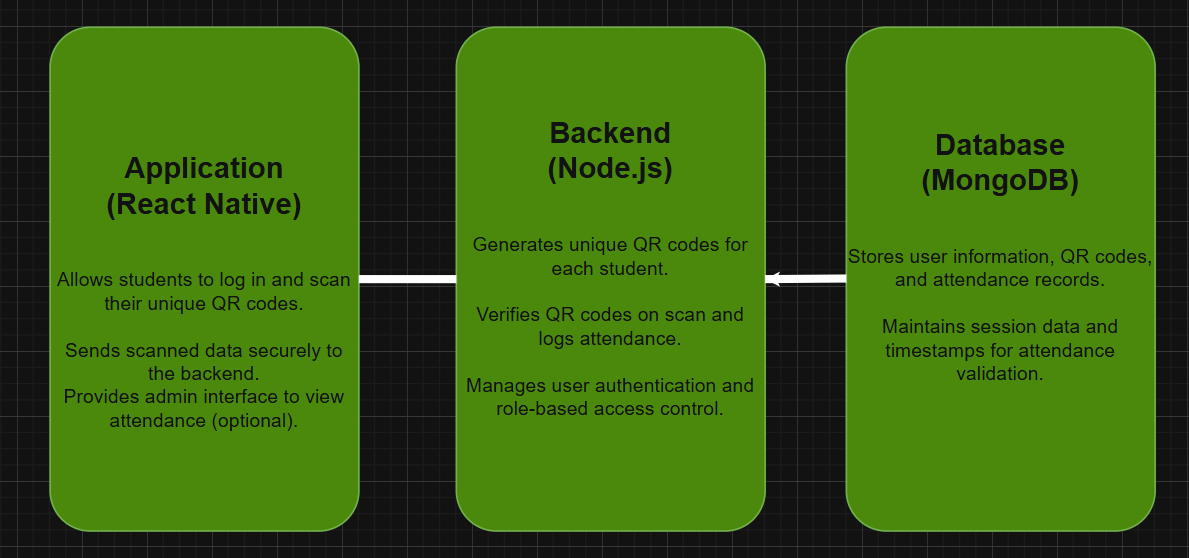 Application
(React Native)
Allows students to log in and scan
their unique QR codes.
Sends scanned data securely to
the backend.
Provides admin interface to view
attendance (optional).
Backend
(Node.js)
Generates unique QR codes for
each student.
Verifies QR codes on scan and
logs attendance.
Manages user authentication and
role-based access control.
Database
(MongoDB)
Stores user information, QR codes,
and attendance records.
Maintains session data and
timestamps for attendance
validation.